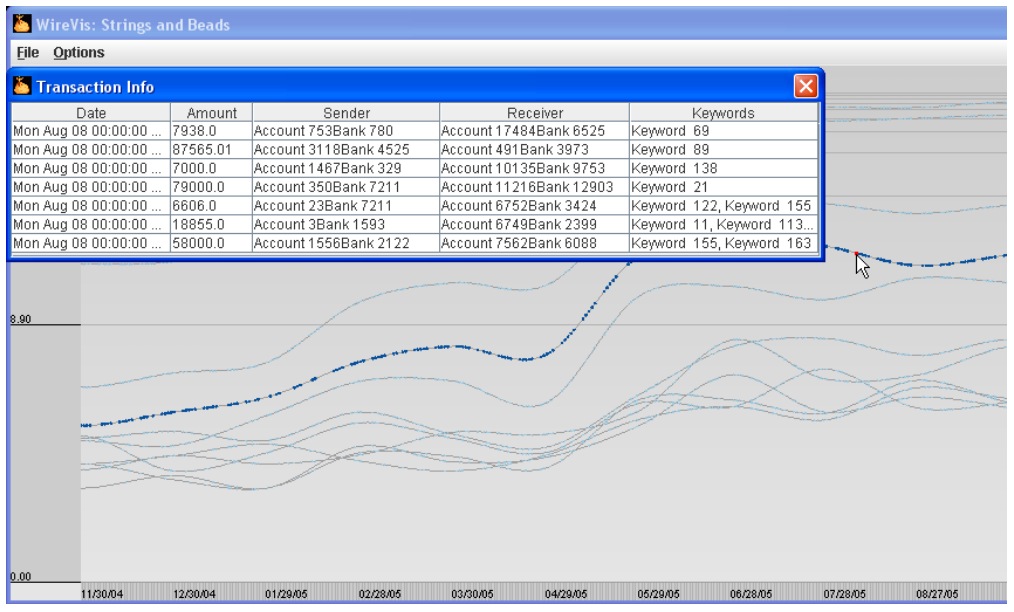 WireVis: Strings and Beads
File Options
Transaction Info
Date Amount Sender Receiver Keywords
Mon Aug 08 00:00:00 ... 7938.0 Account 753Bank 780 Account 17484Bank 6525 Keyword 69
Mon Aug 08 00:00:00 ... 87565.01 Account 3118Bank 4525 Account 491Bank 3973 Keyword 89
Mon Aug 08 00:00:00 ... 7000.0 Account 1467Bank 329 Account 10135Bank 9753 Keyword 138
Mon Aug 08 00:00:00 ... 79000.0 Account 350Bank 7211 Account 11216Bank 12903 Keyword 21
Mon Aug 08 00:00:00 ... 6606.0 Account 23Bank 7211 Account 6752Bank 3424 Keyword 122, Keyword 155
Mon Aug 08 00:00:00 ... 18855.0 Account 3Bank 1593 Account 6749Bank 2399 Keyword 11, Keyword 113...
Mon Aug 08 00:00:00 ... 58000.0 Account 1556Bank 2122 Account 7562Bank 6088 Keyword 155, Keyword 163
8.90
0.00
11/30/04 12/30/04 01/29/05 02/28/05 03/30/05 04/29/05 05/29/05 06/28/05 07/28/05 08/27/05